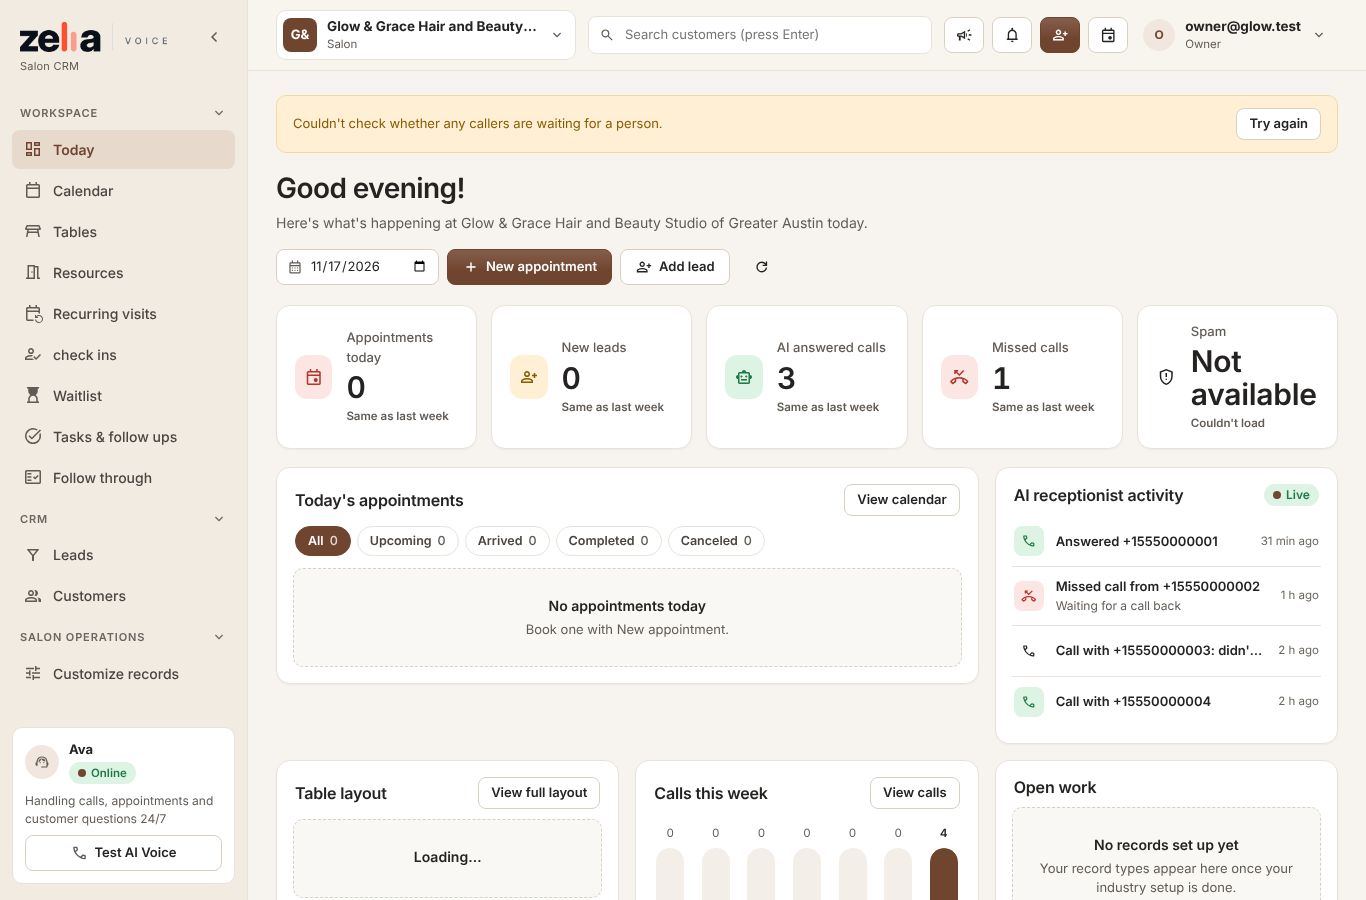 zella VOICE
Salon CRM
WORKSPACE
Today
Calendar
Tables
Resources
Recurring visits
check ins
Waitlist
Tasks & follow ups
Follow through
CRM
Leads
Customers
SALON OPERATIONS
Customize records
Ava
Online
Handling calls, appointments and
customer questions 24/7
Test AI Voice
G&
Glow & Grace Hair and Beauty...
Salon
Search customers (press Enter)
O
owner@glow.test
Owner
Couldn't check whether any callers are waiting for a person.
Try again
Good evening!
Here's what's happening at Glow & Grace Hair and Beauty Studio of Greater Austin today.
11/17/2026
New appointment
Add lead
Appointments
today
0
Same as last week
New leads
0
Same as last week
AI answered calls
3
Same as last week
Missed calls
1
Same as last week
Spam
Not
available
Couldn't load
Today's appointments
View calendar
All 0
Upcoming 0
Arrived 0
Completed 0
Canceled 0
No appointments today
Book one with New appointment.
AI receptionist activity
Live
Answered +15550000001
31 min ago
Missed call from +15550000002
Waiting for a call back
1 h ago
Call with +15550000003: didn'...
2 h ago
Call with +15550000004
2 h ago
Table layout
View full layout
Loading...
Calls this week
View calls
0 0 0 0 0 0 4
Open work
No records set up yet
Your record types appear here once your
industry setup is done.